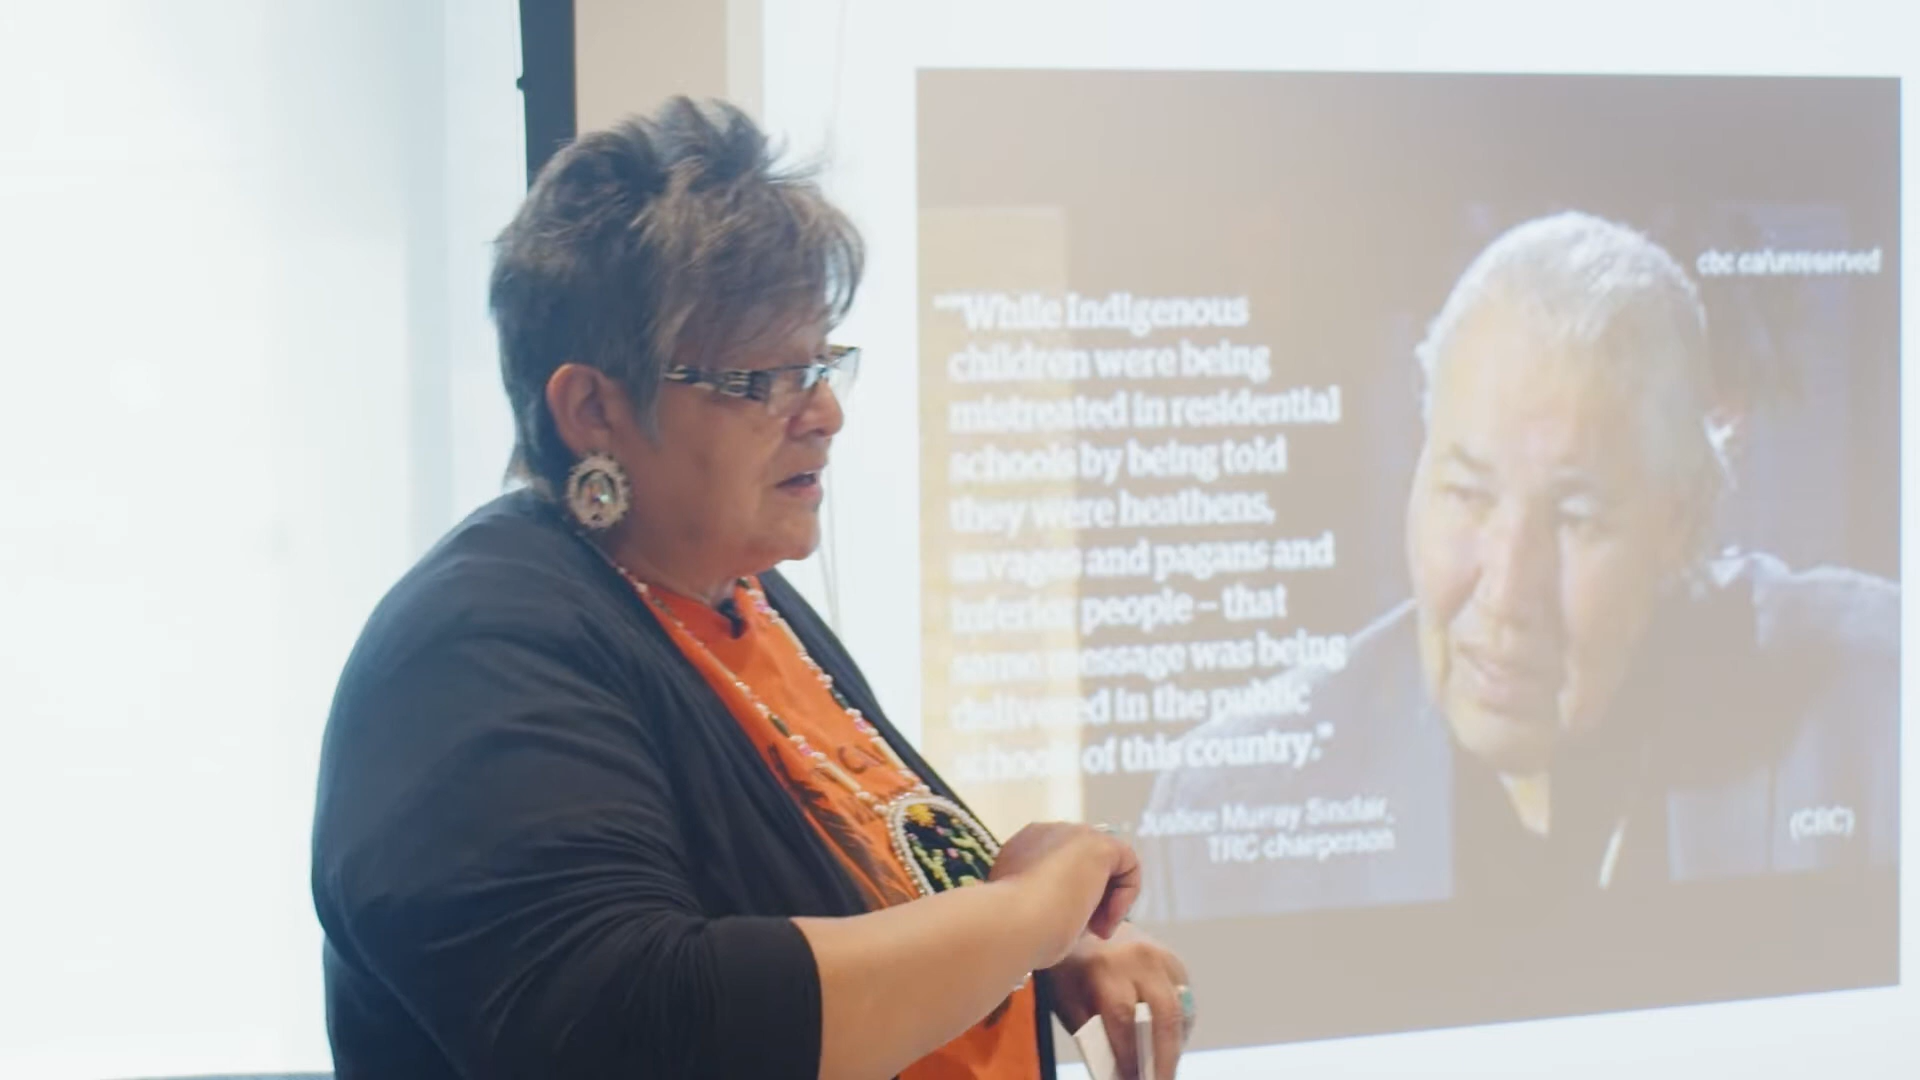 cbc.ca/unreserved
""While Indigenous
children were being
mistreated in residential
schools by being told
they were heathens,
savages and pagans and
inferior people – that
same message was being
delivered in the public
schools of this country."
- Justice Murray Sinclair,
TRC chairperson
(CBC)